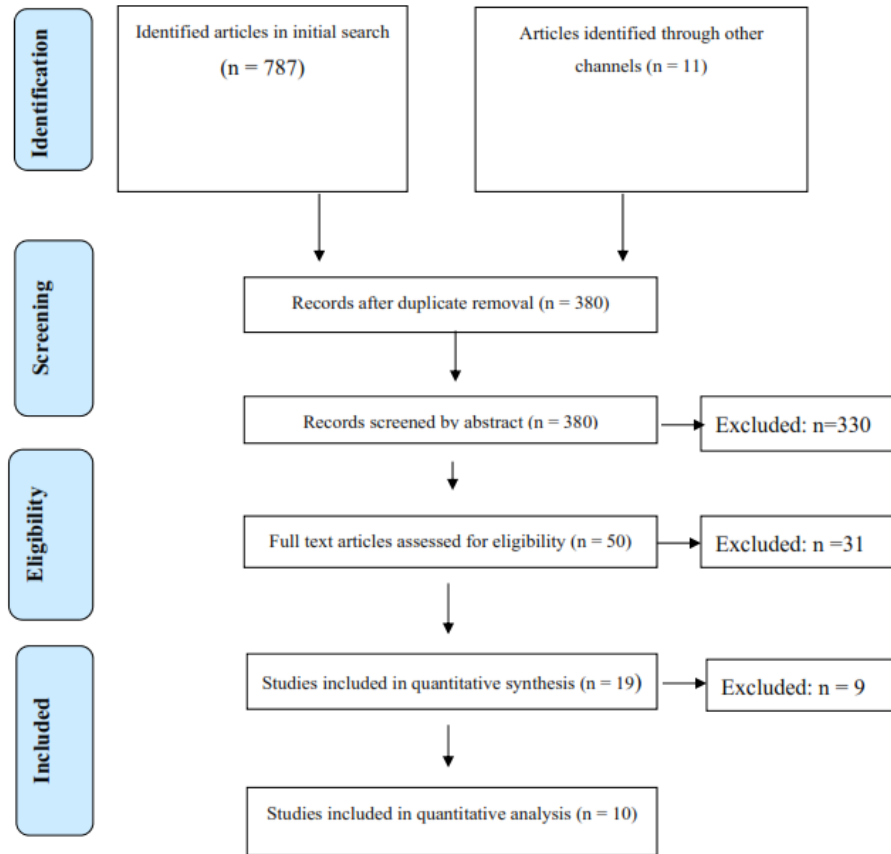 Identification
Identified articles in initial search
(n = 787)
Articles identified through other
channels (n = 11)
Screening
Records after duplicate removal (n = 380)
Records screened by abstract (n = 380)
Excluded: n=330
Eligibility
Full text articles assessed for eligibility (n = 50)
Excluded: n =31
Included
Studies included in quantitative synthesis (n = 19)
Excluded: n = 9
Studies included in quantitative analysis (n = 10)